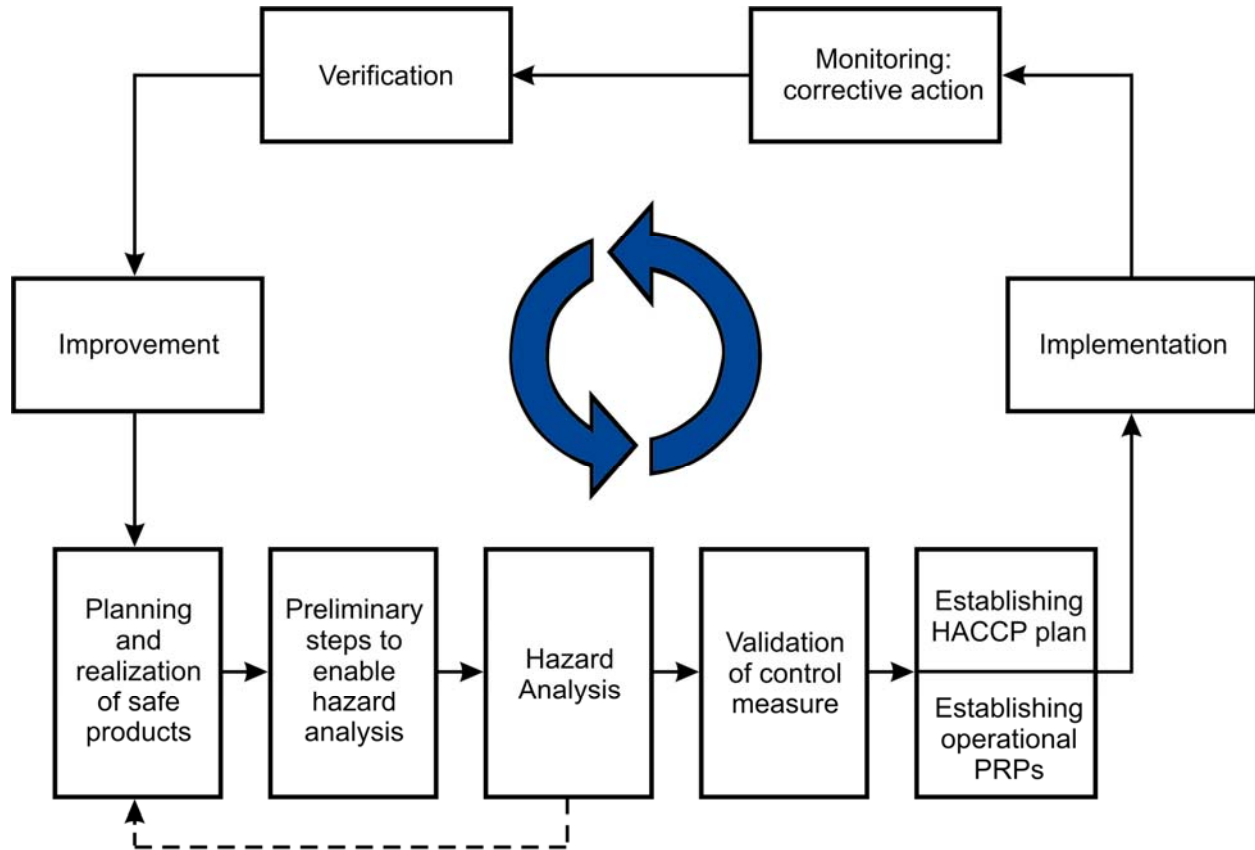 Verification
Monitoring:
corrective action
Improvement
Implementation
Planning
and
realization
of safe
products
Preliminary
steps to
enable
hazard
analysis
Hazard
Analysis
Validation
of control
measure
Establishing
HACCP plan
Establishing
operational
PRPs